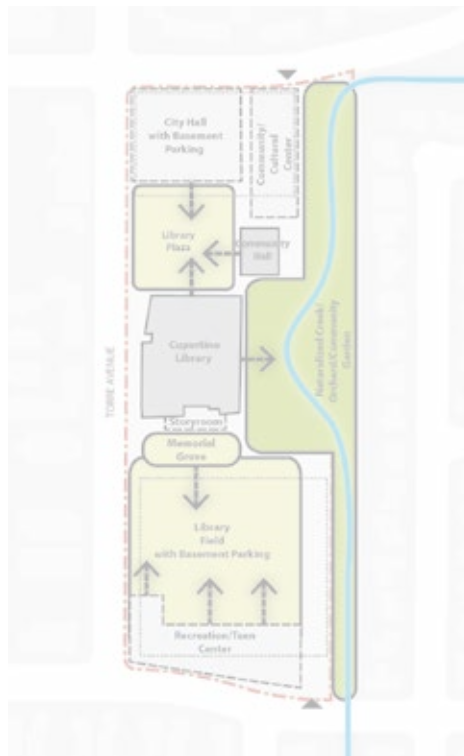 City Hall
with Basement
Parking
Community/
Cultural
Center
Library
Plaza
Community
Hall
TORRE AVENUE
Cupertino
Library
Naturalized Creek/
Orchard/Community
Garden
Storyroom
Memorial
Grove
Library
Field
with Basement Parking
Recreation/Teen
Center